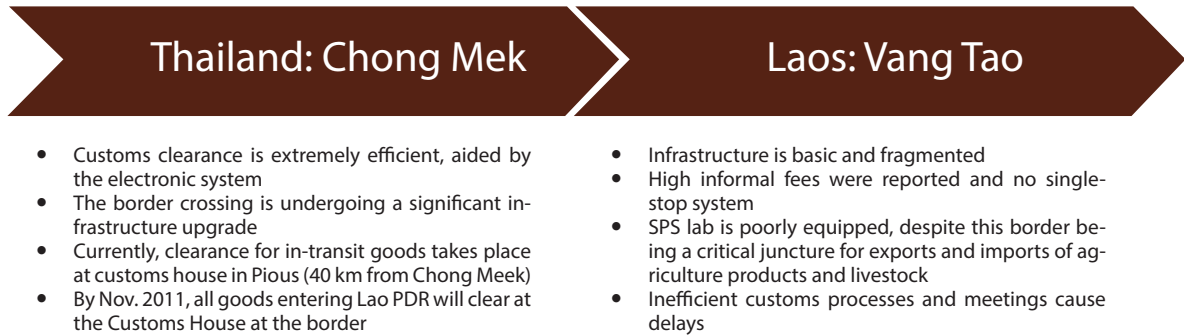 Thailand: Chong Mek
Laos: Vang Tao
• Customs clearance is extremely efficient, aided by
the electronic system
• The border crossing is undergoing a significant in-
frastructure upgrade
• Currently, clearance for in-transit goods takes place
at customs house in Pious (40 km from Chong Meek)
• By Nov. 2011, all goods entering Lao PDR will clear at
the Customs House at the border
• Infrastructure is basic and fragmented
• High informal fees were reported and no single-
stop system
• SPS lab is poorly equipped, despite this border be-
ing a critical juncture for exports and imports of ag-
riculture products and livestock
• Inefficient customs processes and meetings cause
delays